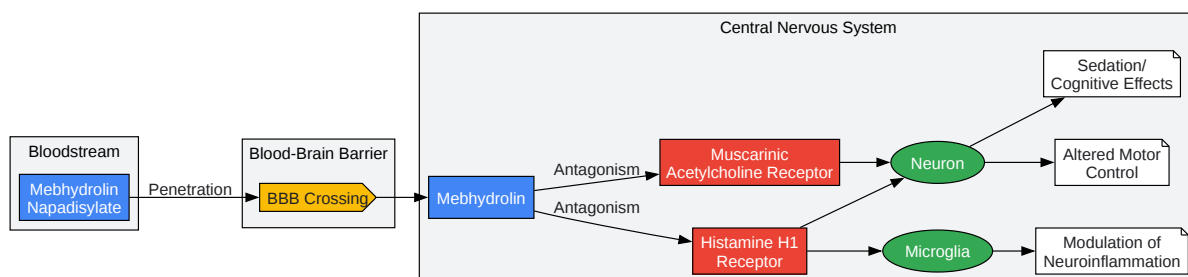 Central Nervous System
Sedation/
Cognitive Effects
Bloodstream
Mebhydrolin
Napadisylate
Penetration
Blood-Brain Barrier
BBB Crossing
Mebhydrolin
Antagonism
Antagonism
Muscarinic
Acetylcholine Receptor
Histamine H1
Receptor
Neuron
Microglia
Altered Motor
Control
Modulation of
Neuroinflammation